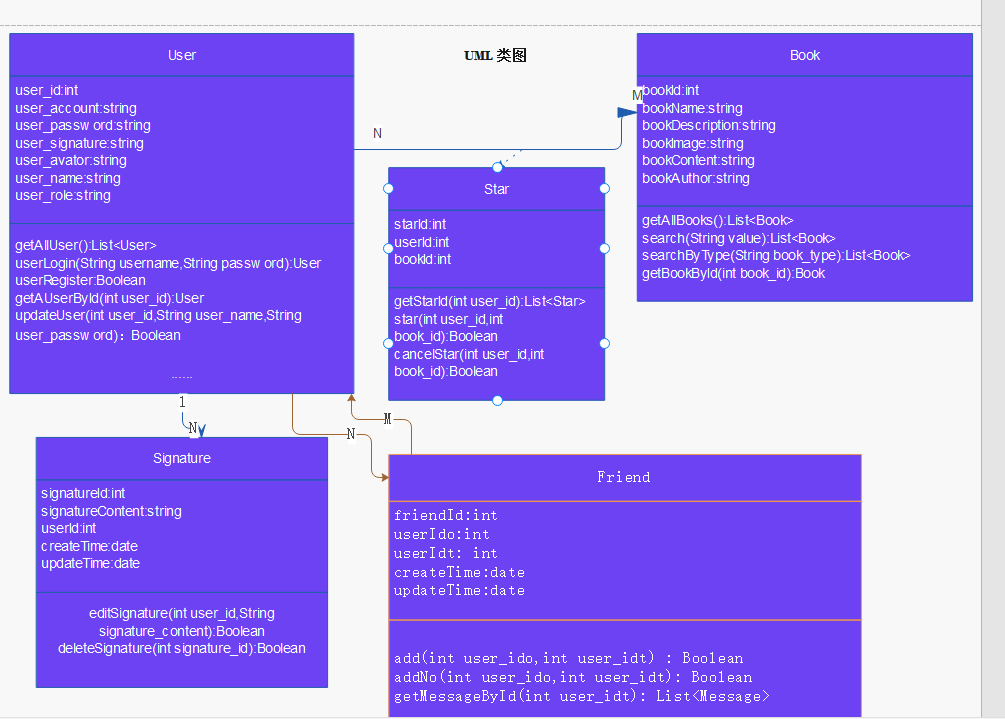 UML 类图
User
user_id:int
user_account:string
user_passw ord:string
user_signature:string
user_avator:string
user_name:string
user_role:string
getAllUser():List<User>
userLogin(String username,String passw ord):User
userRegister:Boolean
getAUserById(int user_id):User
updateUser(int user_id,String user_name,String
user_passw ord)：Boolean
......
N
M
Book
bookId:int
bookName:string
bookDescription:string
bookImage:string
bookContent:string
bookAuthor:string
getAllBooks():List<Book>
search(String value):List<Book>
searchByType(String book_type):List<Book>
getBookById(int book_id):Book
Star
starId:int
userId:int
bookId:int
getStarId(int user_id):List<Star>
star(int user_id,int
book_id):Boolean
cancelStar(int user_id,int
book_id):Boolean
1
N
M
N
Signature
signatureId:int
signatureContent:string
userId:int
createTime:date
updateTime:date
editSignature(int user_id,String
signature_content):Boolean
deleteSignature(int signature_id):Boolean
Friend
friendId:int
userIdo:int
userIdt: int
createTime:date
updateTime:date
add(int user_ido,int user_idt) : Boolean
addNo(int user_ido,int user_idt): Boolean
getMessageById(int user_idt): List<Message>